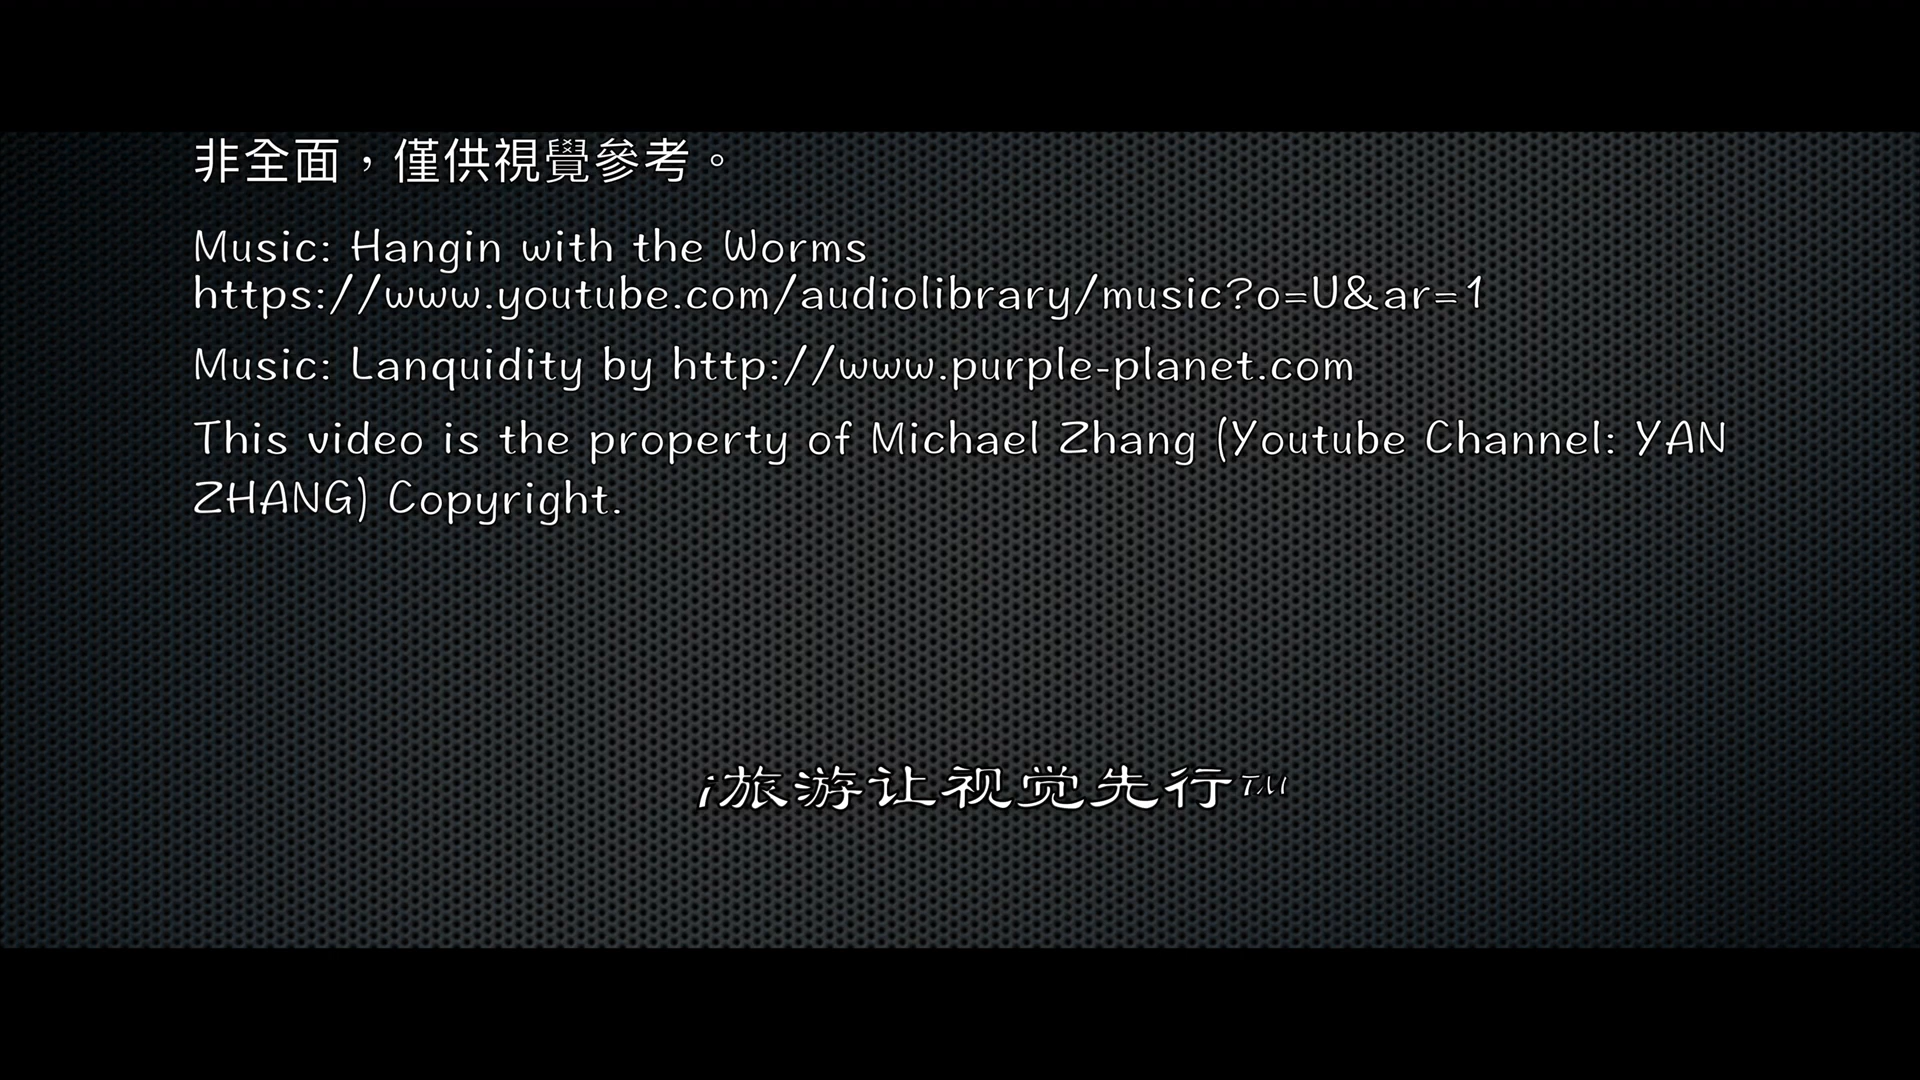 非全面，僅供視覺參考。
Music: Hangin with the Worms
https://www.youtube.com/audiolibrary/music?o=U&ar=1
Music: Lanquidity by http://www.purple-planet.com
This video is the property of Michael Zhang (Youtube Channel: YAN
ZHANG) Copyright.
i旅游让视觉先行™